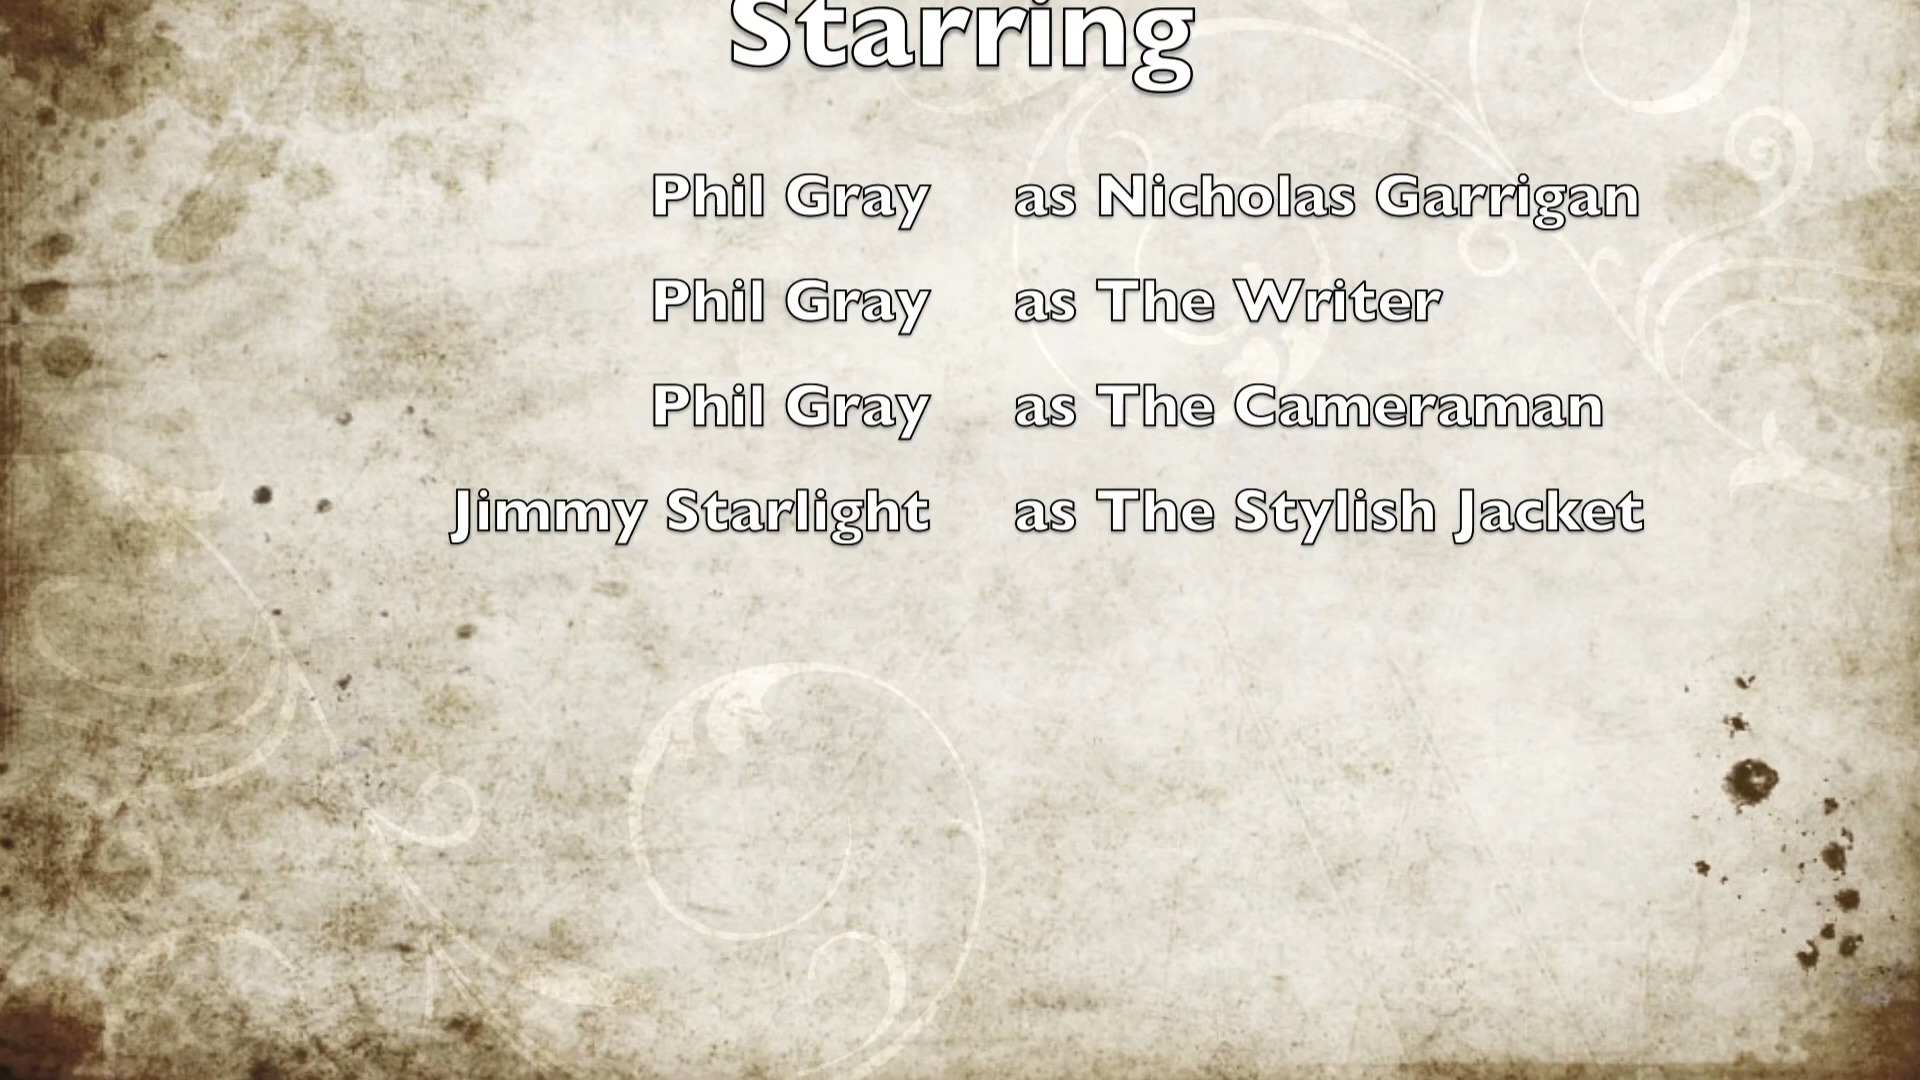 Starring
Phil Gray as Nicholas Garrigan
Phil Gray as The Writer
Phil Gray as The Cameraman
Jimmy Starlight as The Stylish Jacket